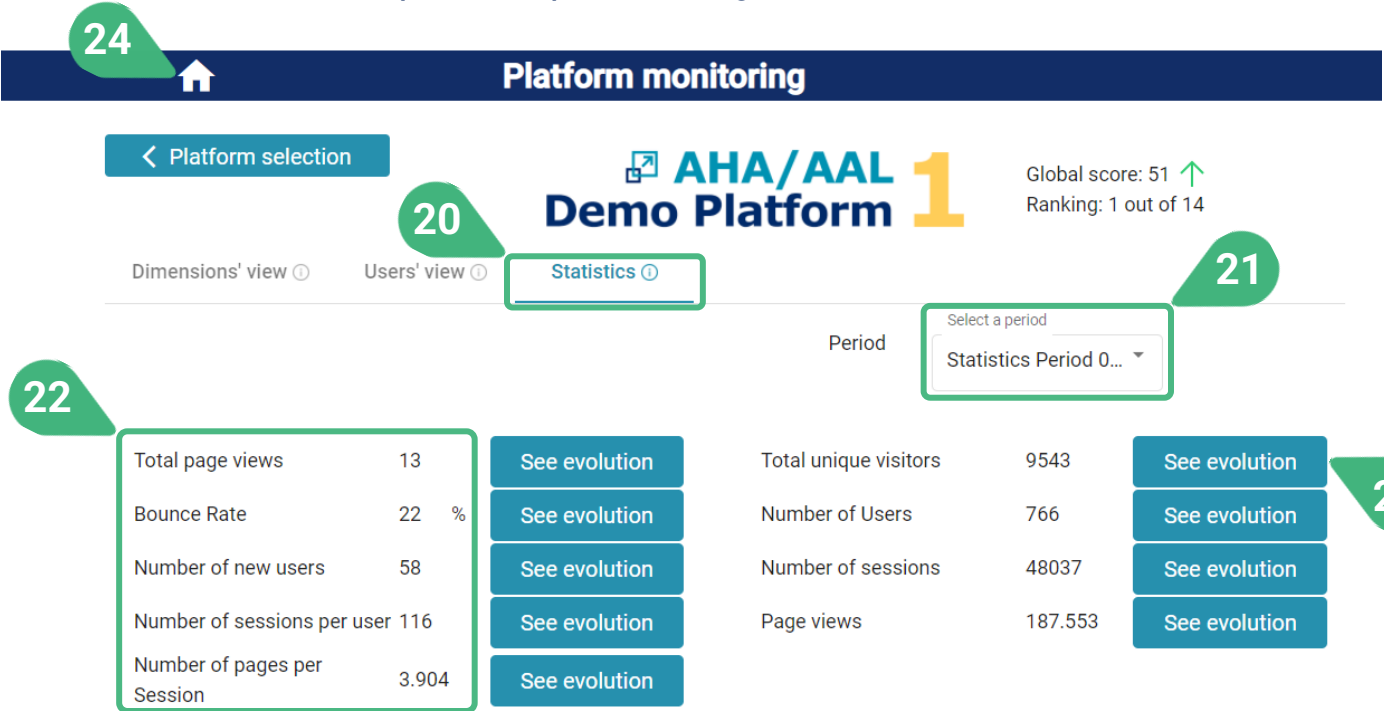 24
Platform monitoring
Platform selection
AHA/AAL
Demo Platform 1
Global score: 51 ↑
Ranking: 1 out of 14
20
Dimensions' view
Users' view
Statistics
21
Select a period
Period
Statistics Period 0...
22
Total page views 13 See evolution
Total unique visitors 9543 See evolution
Bounce Rate 22 % See evolution
Number of Users 766 See evolution
Number of new users 58 See evolution
Number of sessions 48037 See evolution
Number of sessions per user 116 See evolution
Page views 187.553 See evolution
Number of pages per
Session
3.904 See evolution